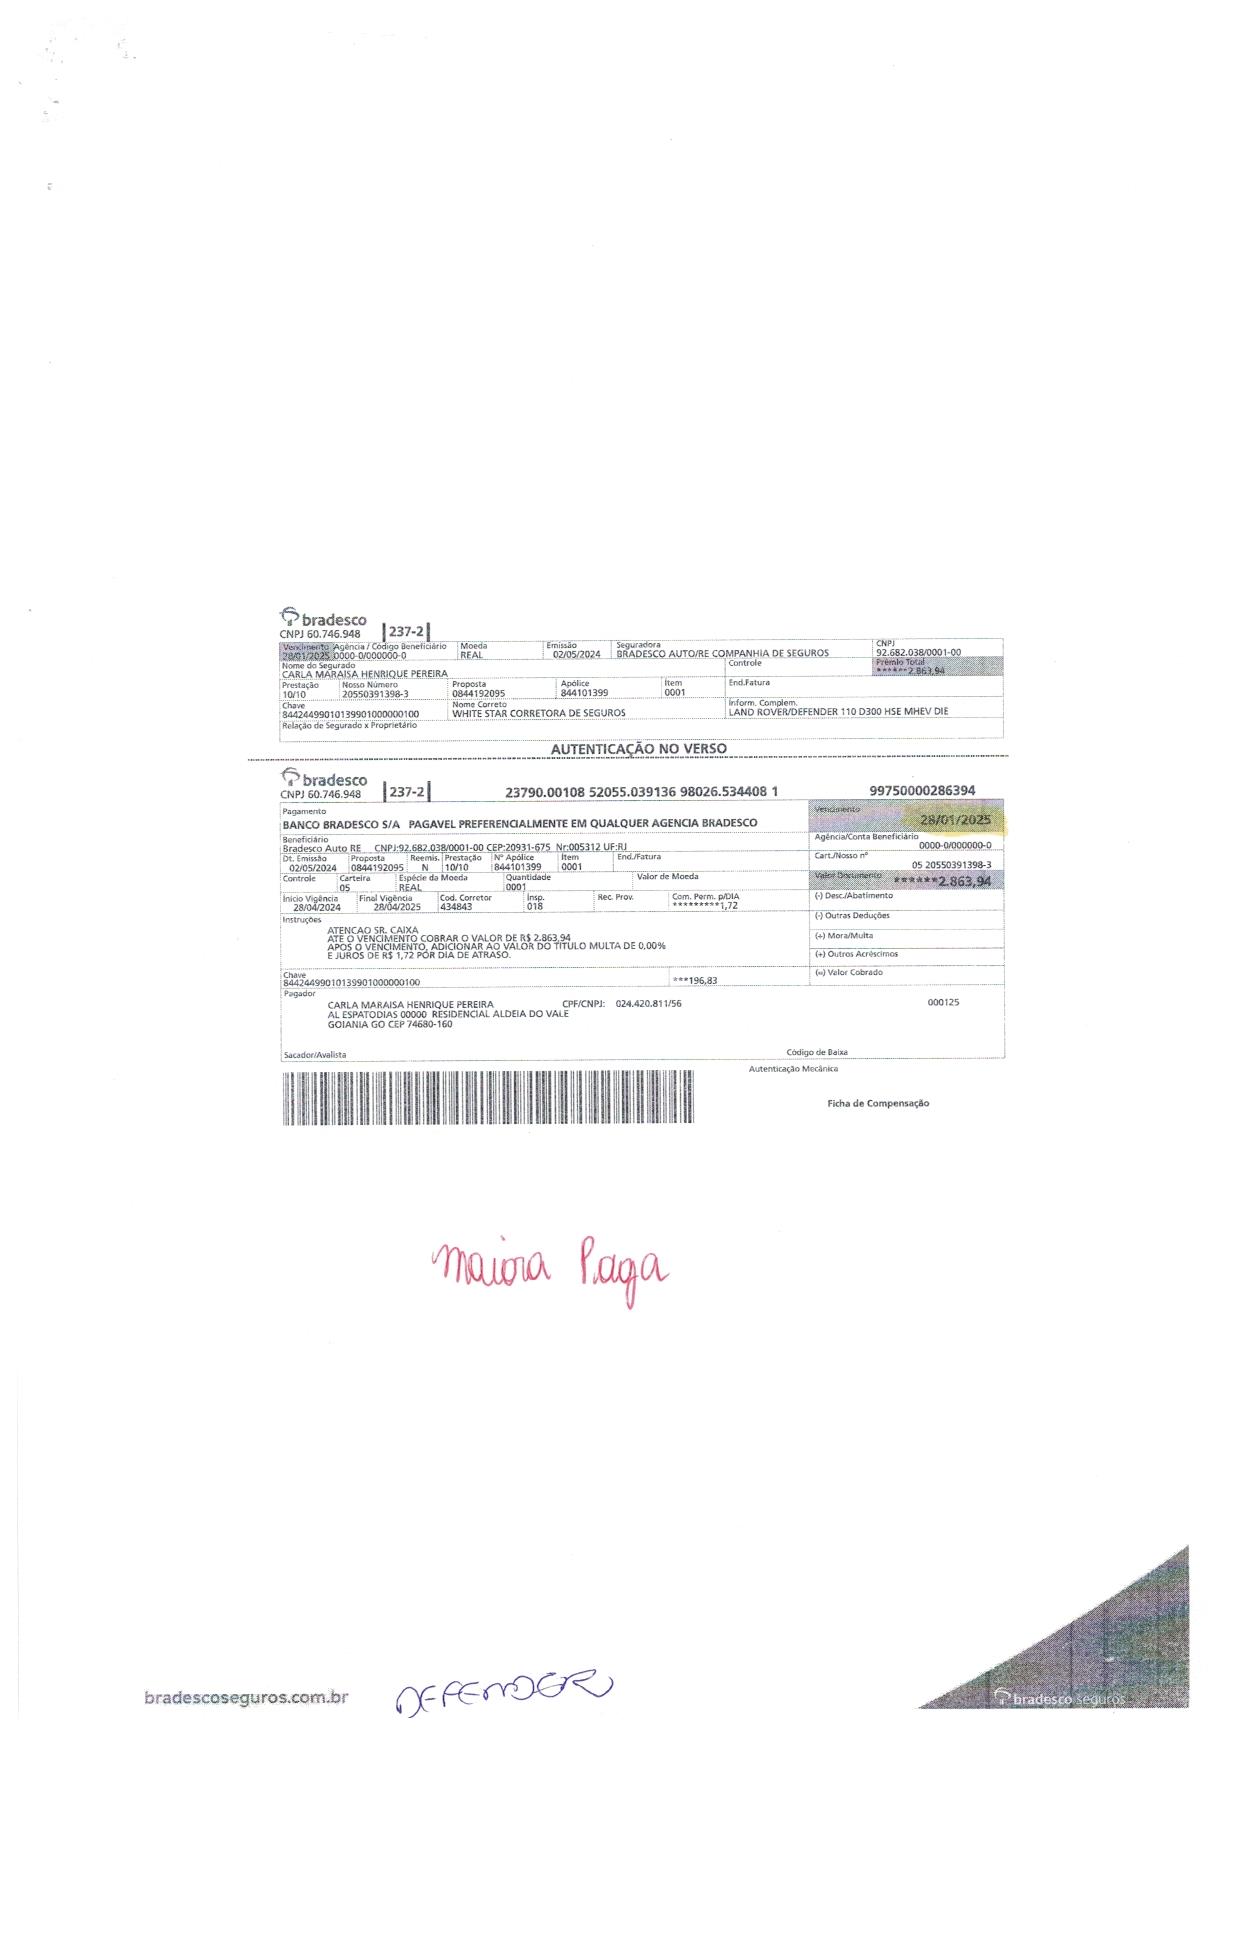 bradesco
CNPJ 60.746.948 237-2
Vencimento Agência / Código Beneficiário Moeda Emissão Seguradora CNPJ
28/01/2025 0000-0/000000-0 REAL 02/05/2024 BRADESCO AUTO/RE COMPANHIA DE SEGUROS 92.682.038/0001-00
Nome do Segurado Controle Prêmio Total
CARLA MARAISA HENRIQUE PEREIRA ******2.863,94
Prestação Nosso Número Proposta Apólice Item End.Fatura
10/10 20550391398-3 0844192095 844101399 0001
Chave Nome Correto Inform. Complem.
84424499010139901000000100 WHITE STAR CORRETORA DE SEGUROS LAND ROVER/DEFENDER 110 D300 HSE MHEV DIE
Relação de Segurado x Proprietário
AUTENTICAÇÃO NO VERSO
bradesco
CNPJ 60.746.948 237-2 23790.00108 52055.039136 98026.534408 1 99750000286394
Pagamento Vencimento
BANCO BRADESCO S/A PAGAVEL PREFERENCIALMENTE EM QUALQUER AGENCIA BRADESCO 28/01/2025
Beneficiário Agência/Conta Beneficiário
Bradesco Auto RE CNPJ:92.682.038/0001-00 CEP:20931-675 Nr:005312 UF:RJ 0000-0/000000-0
Dt. Emissão Proposta Reemis. Prestação Nº Apólice Item End./Fatura Cart./Nosso nº
02/05/2024 0844192095 N 10/10 844101399 0001 05 20550391398-3
Controle Carteira Espécie da Moeda Quantidade Valor de Moeda Valor Documento
05 REAL 0001 ******2.863,94
Início Vigência Final Vigência Cod. Corretor Insp. Rec. Prov. Com. Perm. p/DIA (-) Desc./Abatimento
28/04/2024 28/04/2025 434843 018 *********1,72
Instruções (-) Outras Deduções
ATENCAO SR. CAIXA
ATE O VENCIMENTO COBRAR O VALOR DE R$ 2.863,94 (+) Mora/Multa
APOS O VENCIMENTO, ADICIONAR AO VALOR DO TITULO MULTA DE 0,00%
E JUROS DE R$ 1,72 POR DIA DE ATRASO. (+) Outros Acréscimos
Chave (=) Valor Cobrado
84424499010139901000000100 ***196,83
Pagador
CARLA MARAISA HENRIQUE PEREIRA CPF/CNPJ: 024.420.811/56 000125
AL ESPATODIAS 00000 RESIDENCIAL ALDEIA DO VALE
GOIANIA GO CEP 74680-160
Sacador/Avalista Código de Baixa
Autenticação Mecânica
Ficha de Compensação
Maiora Paga
bradescoseguros.com.br DEFENDER bradesco seguros